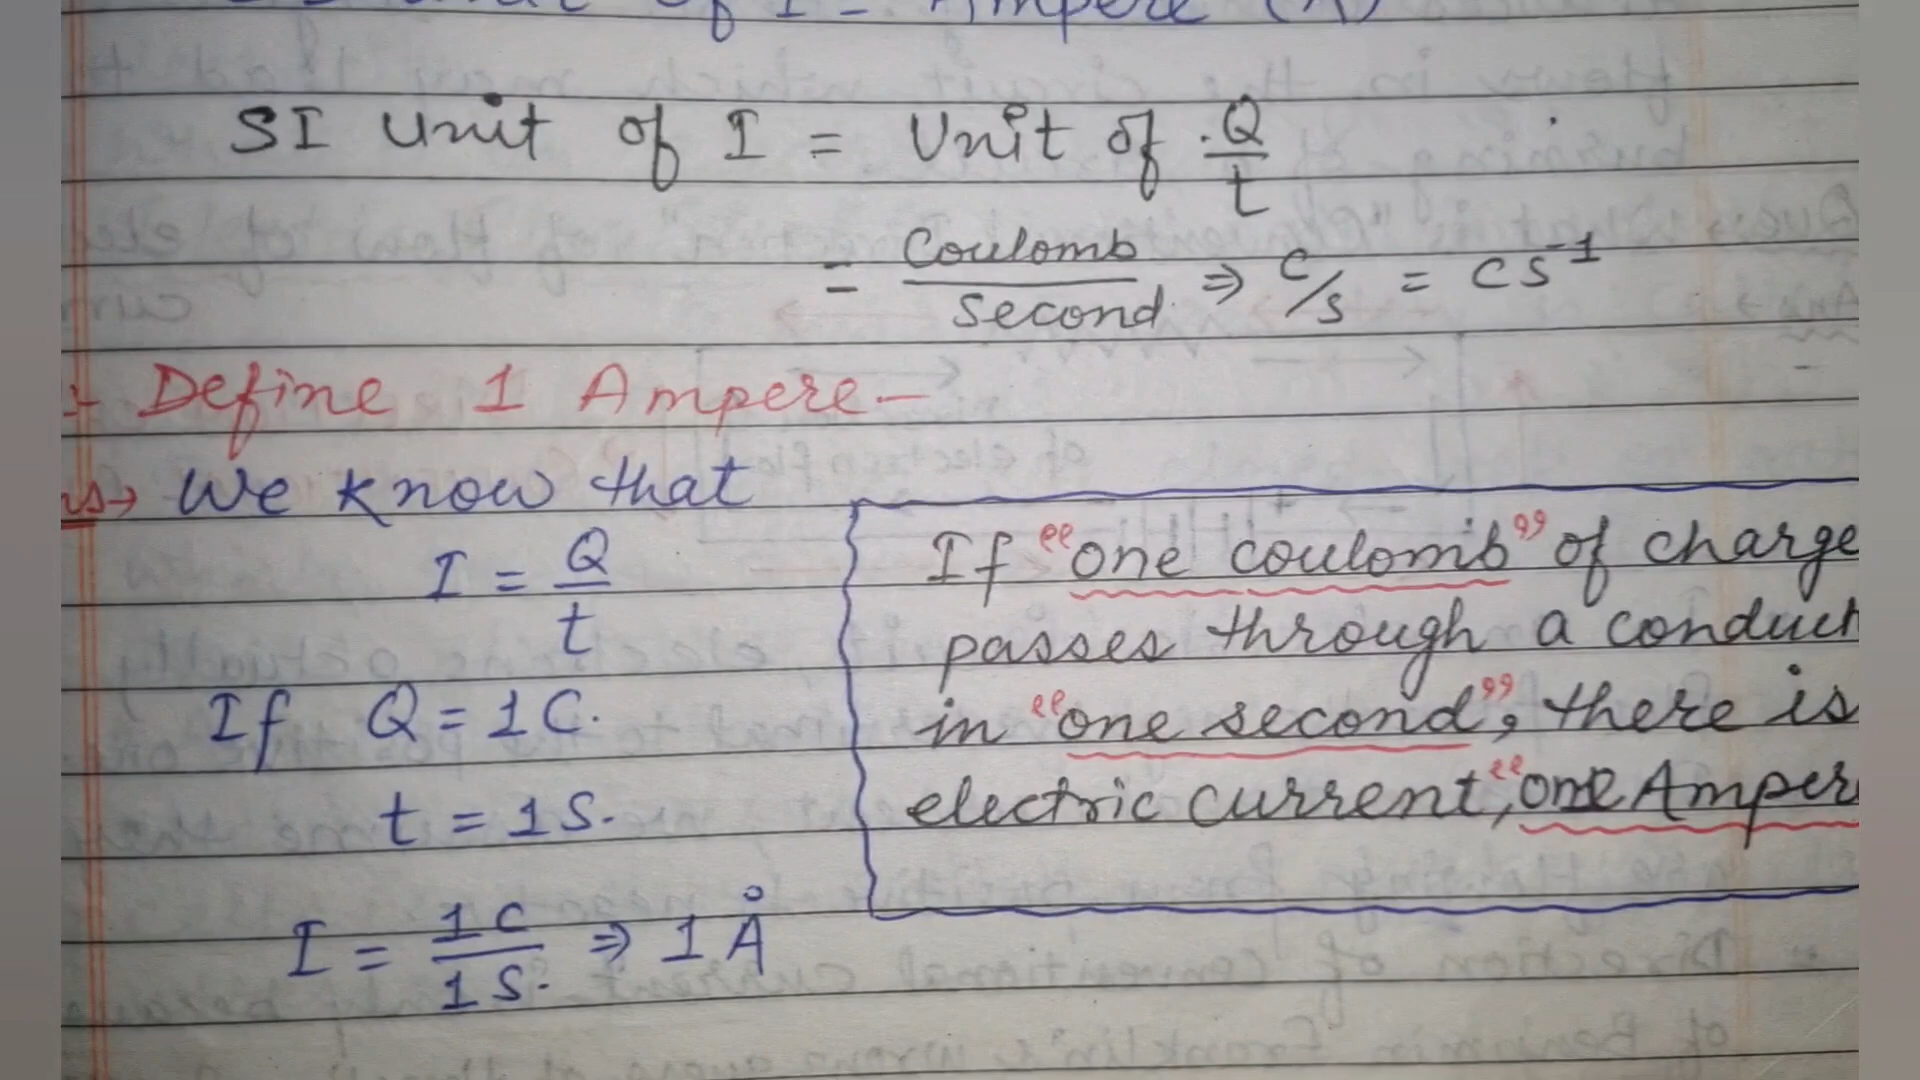 of I = Ampere (A)
SI Unit of I = Unit of Q/t
= Coulomb/Second ⇒ C/s = CS⁻¹
Define 1 Ampere -
We know that
I = Q/t
If Q = 1C.
t = 1S.
I = 1C/1S. ⇒ 1 Å
If "one coulomb" of charge
passes through a conduct
in "one second", there is
electric current, "one Amper